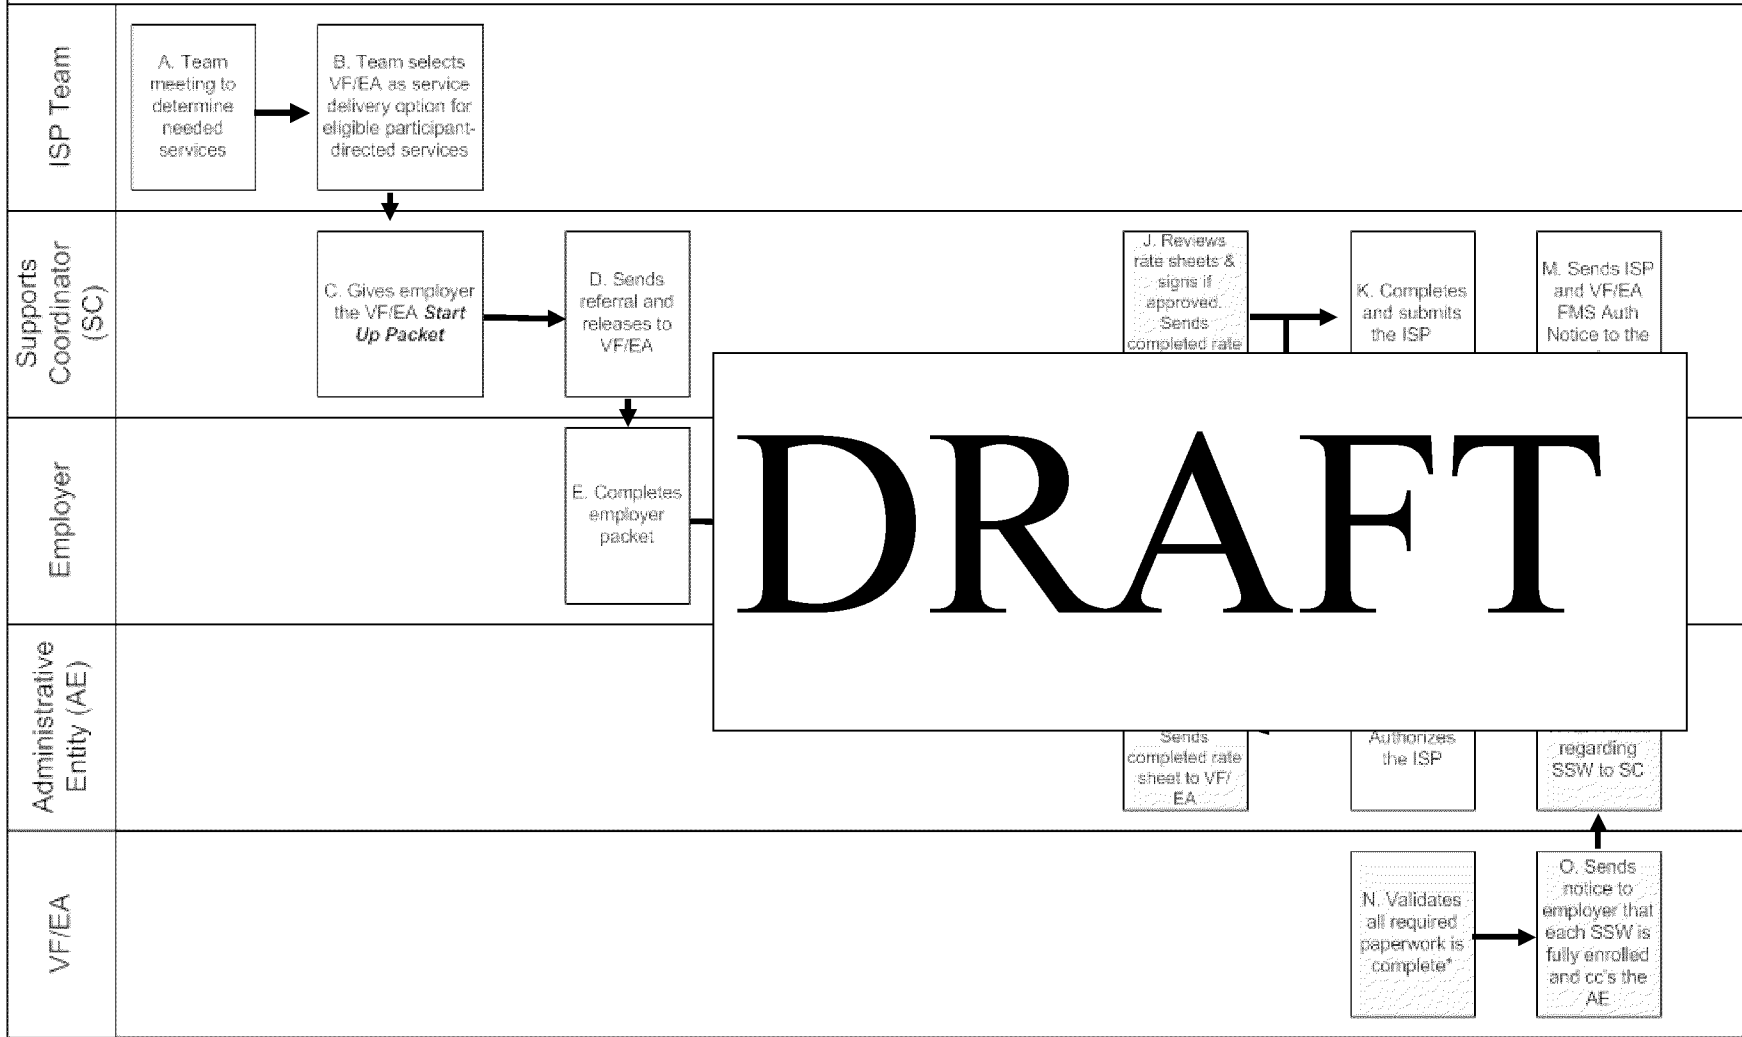 ISP Team
A. Team
meeting to
determine
needed
services
B. Team selects
VF/EA as service
delivery option for
eligible participant-
directed services
Supports
Coordinator
(SC)
C. Gives employer
the VF/EA Start
Up Packet
D. Sends
referral and
releases to
VF/EA
J. Reviews
rate sheets &
signs if
approved.
Sends
completed rate
K. Completes
and submits
the ISP
M. Sends ISP
and VF/EA
FMS Auth
Notice to the
Employer
E. Completes
employer
packet
DRAFT
Administrative
Entity (AE)
Sends
completed rate
sheet to VF/
EA
Authorizes
the ISP
regarding
SSW to SC
VF/EA
N. Validates
all required
paperwork is
complete*
O. Sends
notice to
employer that
each SSW is
fully enrolled
and cc's the
AE